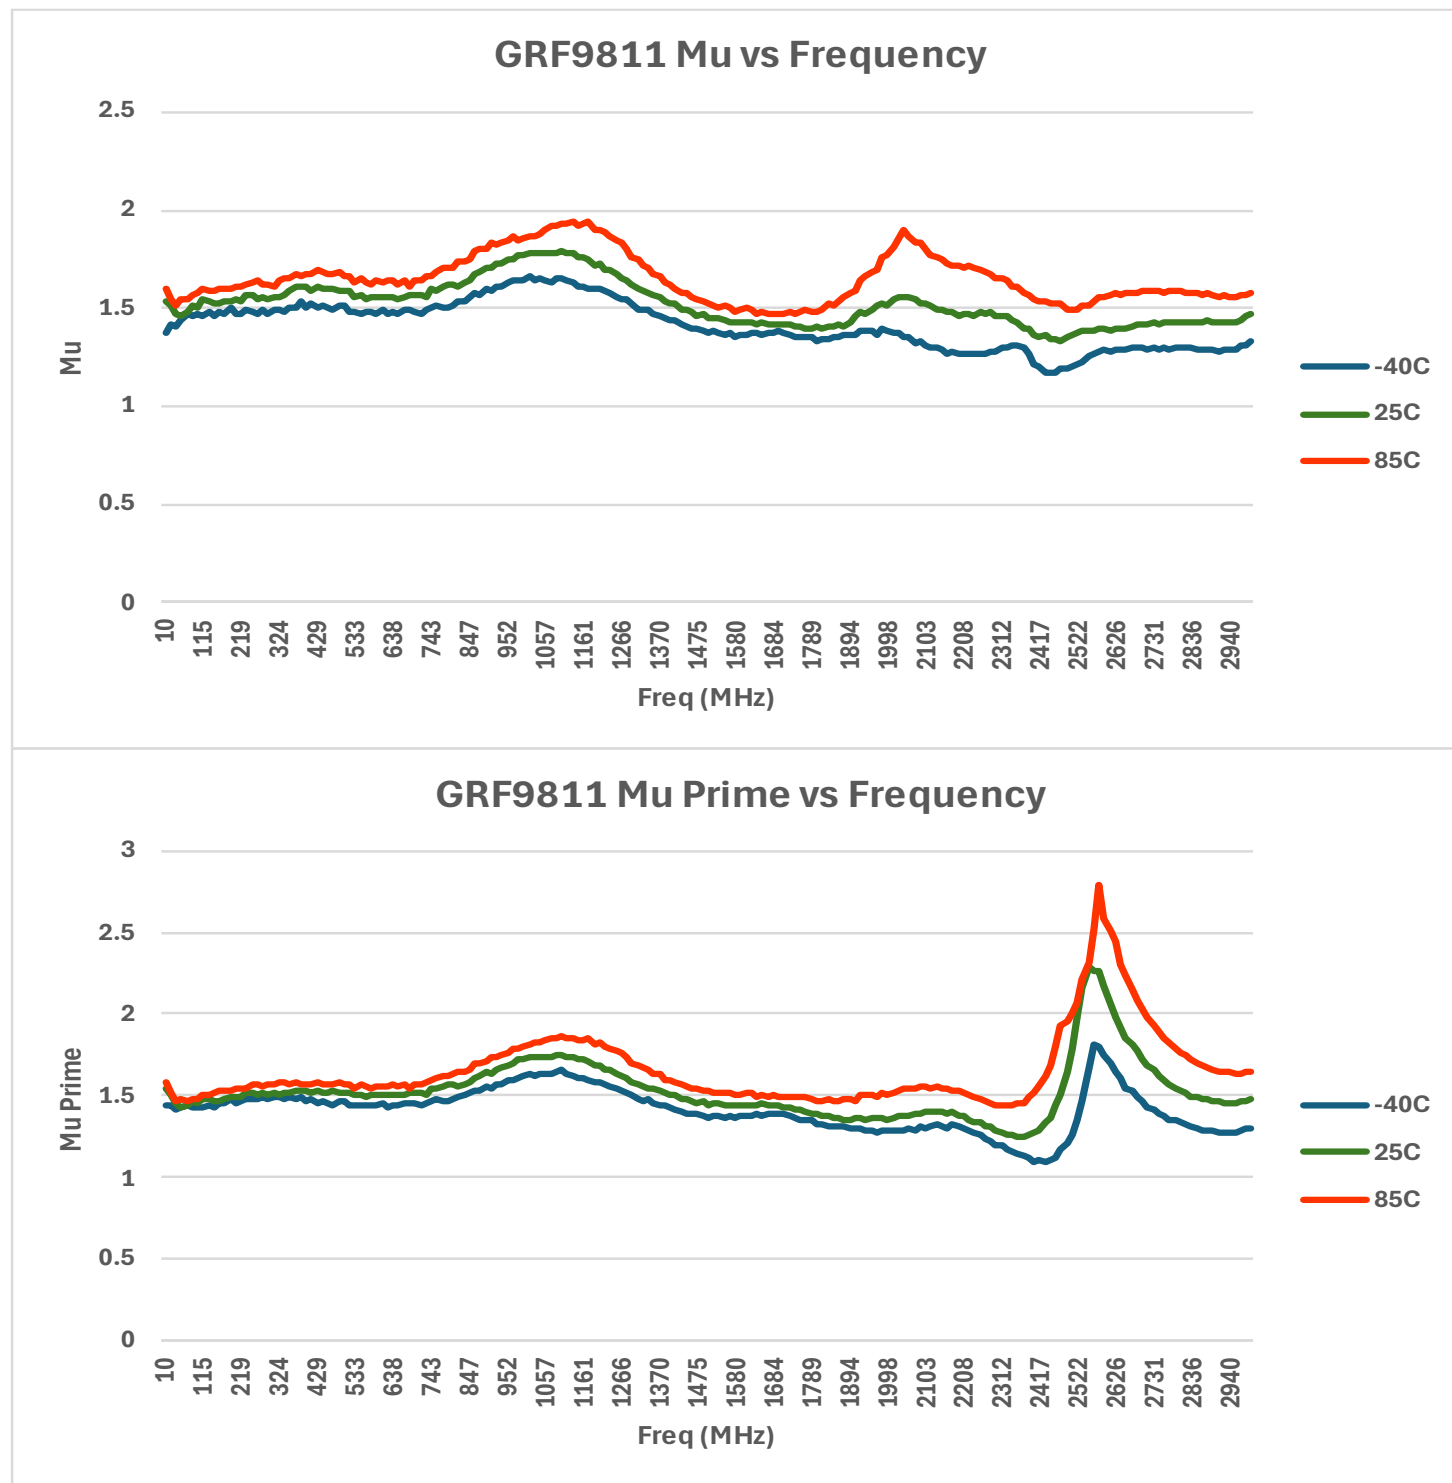 GRF9811 Mu vs Frequency
2.5
2
1.5
1
0.5
0
Mu
10 115 219 324 429 533 638 743 847 952 1057 1161 1266 1370 1475 1580 1684 1789 1894 1998 2103 2208 2312 2417 2522 2626 2731 2836 2940
Freq (MHz)
-40C
25C
85C
GRF9811 Mu Prime vs Frequency
3
2.5
2
1.5
1
0.5
0
Mu Prime
10 115 219 324 429 533 638 743 847 952 1057 1161 1266 1370 1475 1580 1684 1789 1894 1998 2103 2208 2312 2417 2522 2626 2731 2836 2940
Freq (MHz)
-40C
25C
85C